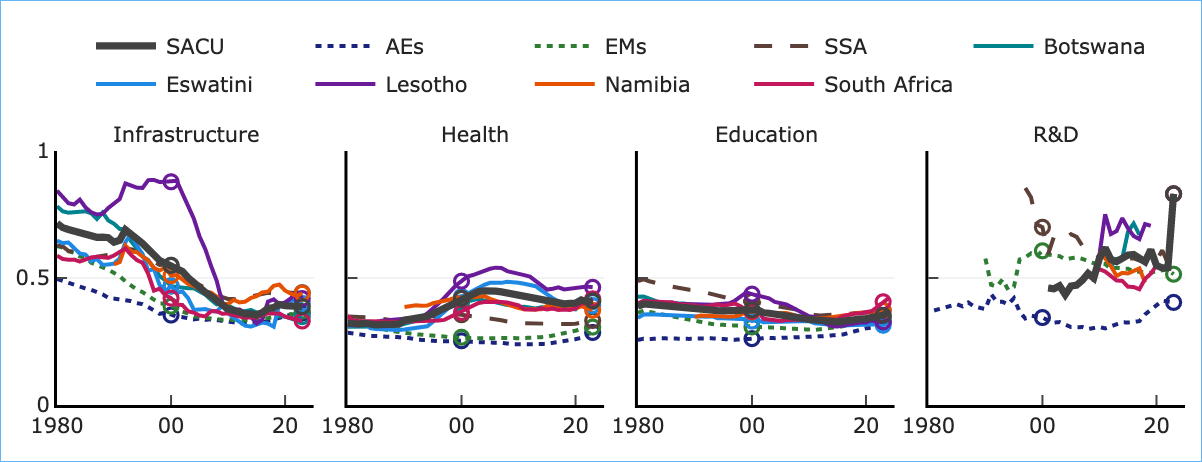 SACU AEs EMs SSA Botswana
Eswatini Lesotho Namibia South Africa
Infrastructure Health Education R&D
1
0.5
0
1980 00 20 1980 00 20 1980 00 20 1980 00 20